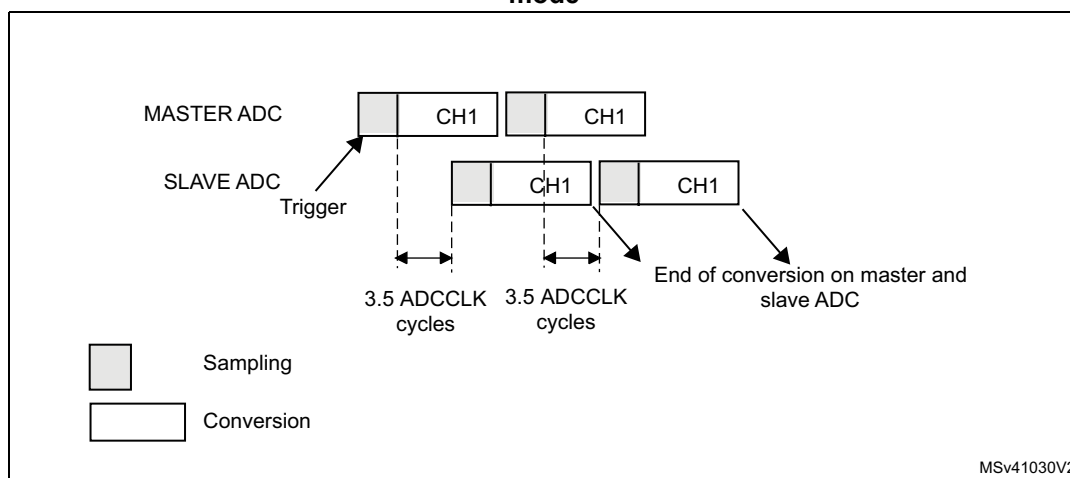 mode
MASTER ADC
CH1
CH1
SLAVE ADC
CH1
CH1
Trigger
3.5 ADCCLK
cycles
3.5 ADCCLK
cycles
End of conversion on master and
slave ADC
Sampling
Conversion
MSv41030V2